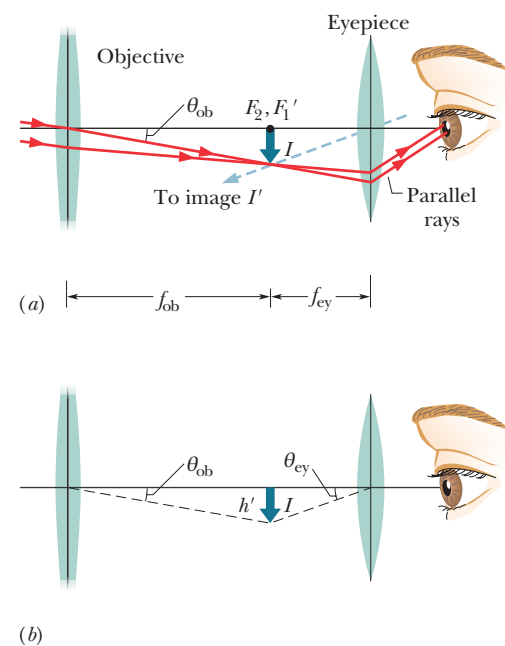 Eyepiece
Objective
θob
F2, F1′
I
To image I′
Parallel
rays
(a)
fob
fey
θob
θey
h′
I
(b)